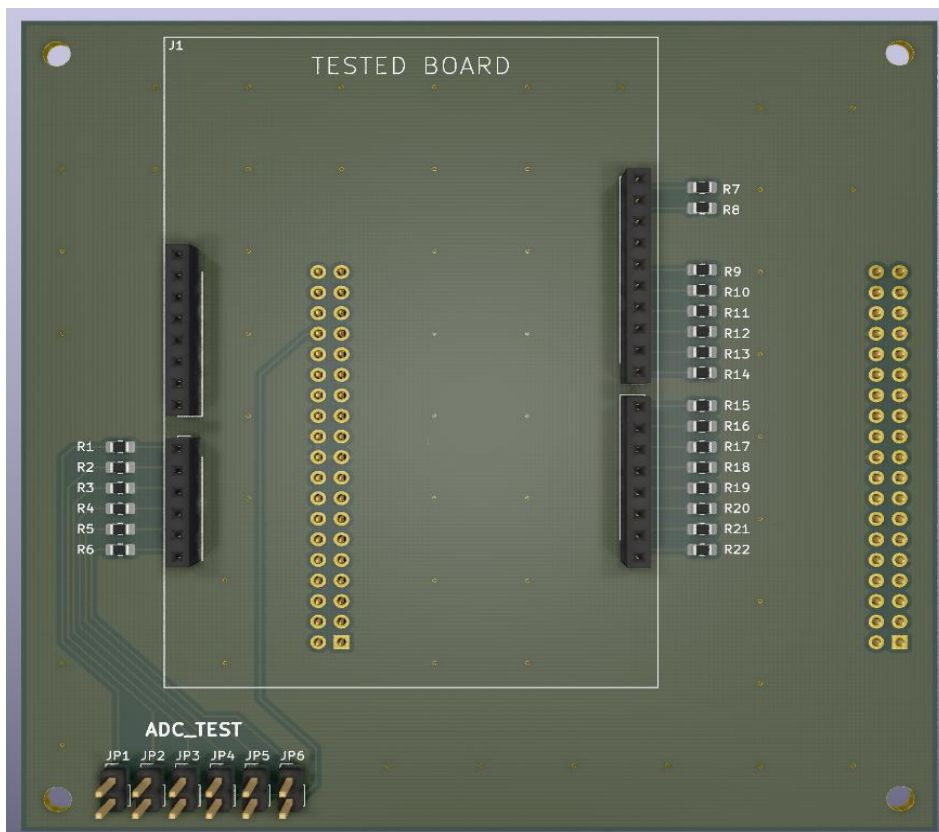 J1
TESTED BOARD
R7
R8
R9
R10
R11
R12
R13
R14
R15
R16
R17
R18
R19
R20
R21
R22
R1
R2
R3
R4
R5
R6
ADC_TEST
JP1 JP2 JP3 JP4 JP5 JP6